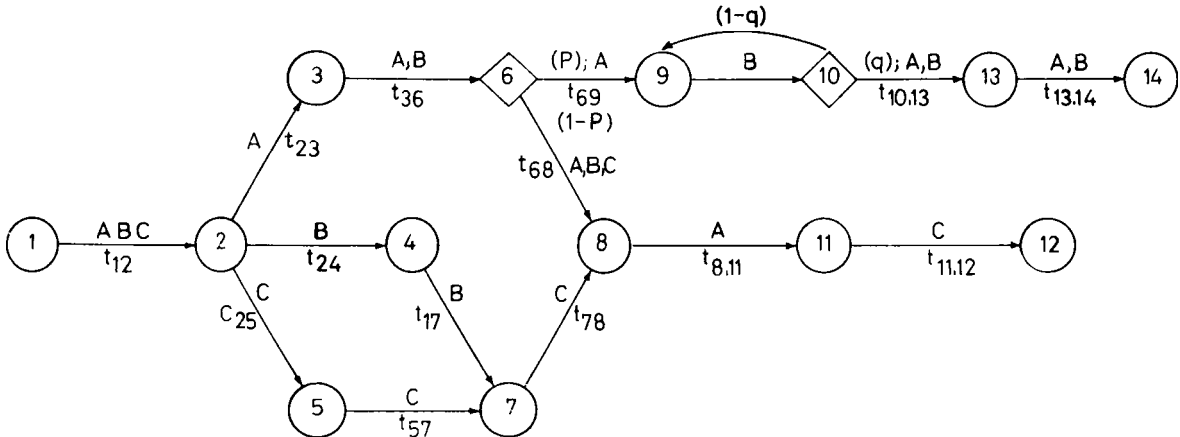 (1-q)
3
A,B
t36
6
(P); A
t69
(1-P)
9
B
10
(q); A,B
t10.13
13
A,B
t13.14
14
A
t23
t68
A,B,C
1
A B C
t12
2
B
t24
4
8
A
t8.11
11
C
t11.12
12
C
C25
B
t17
C
t78
5
C
t57
7